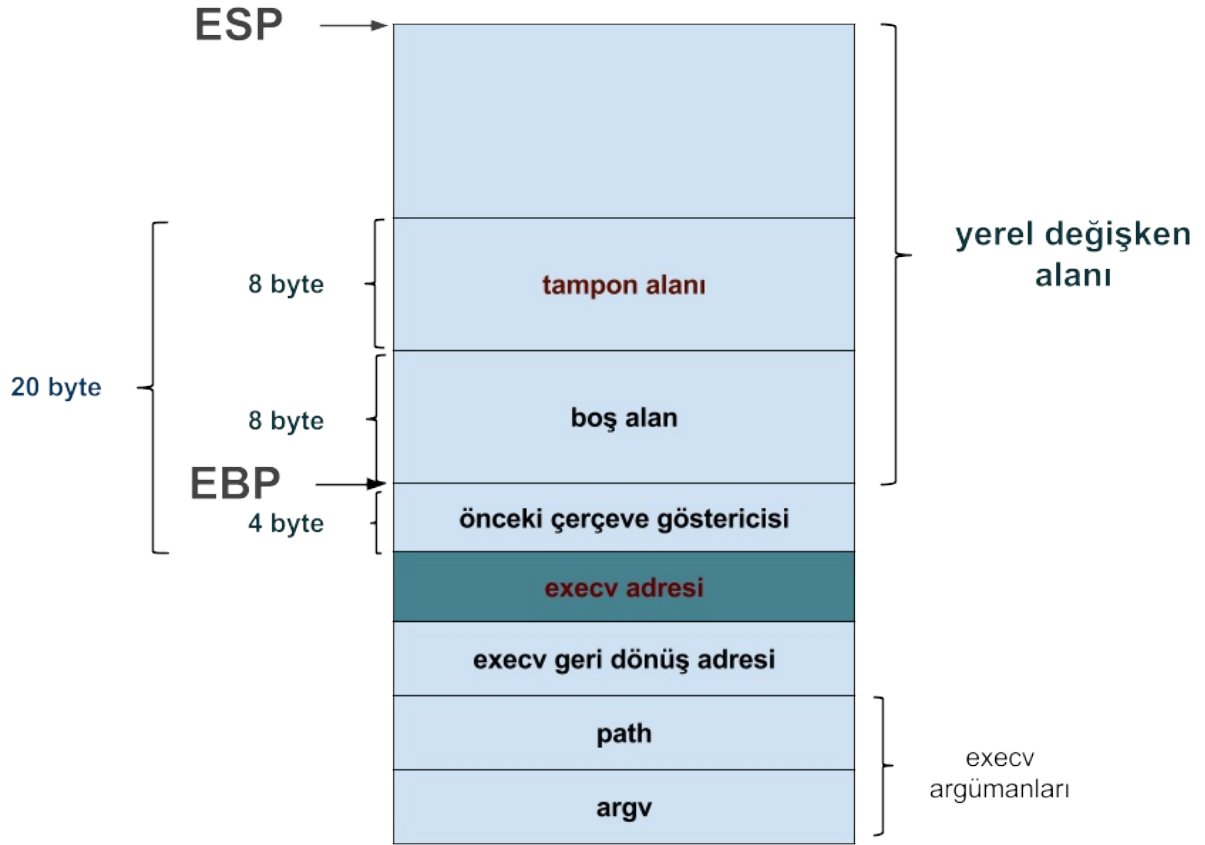 ESP
yerel değişken
alanı
8 byte
tampon alanı
20 byte
8 byte
boş alan
EBP
4 byte
önceki çerçeve göstericisi
execv adresi
execv geri dönüş adresi
path
execv
argümanları
argv